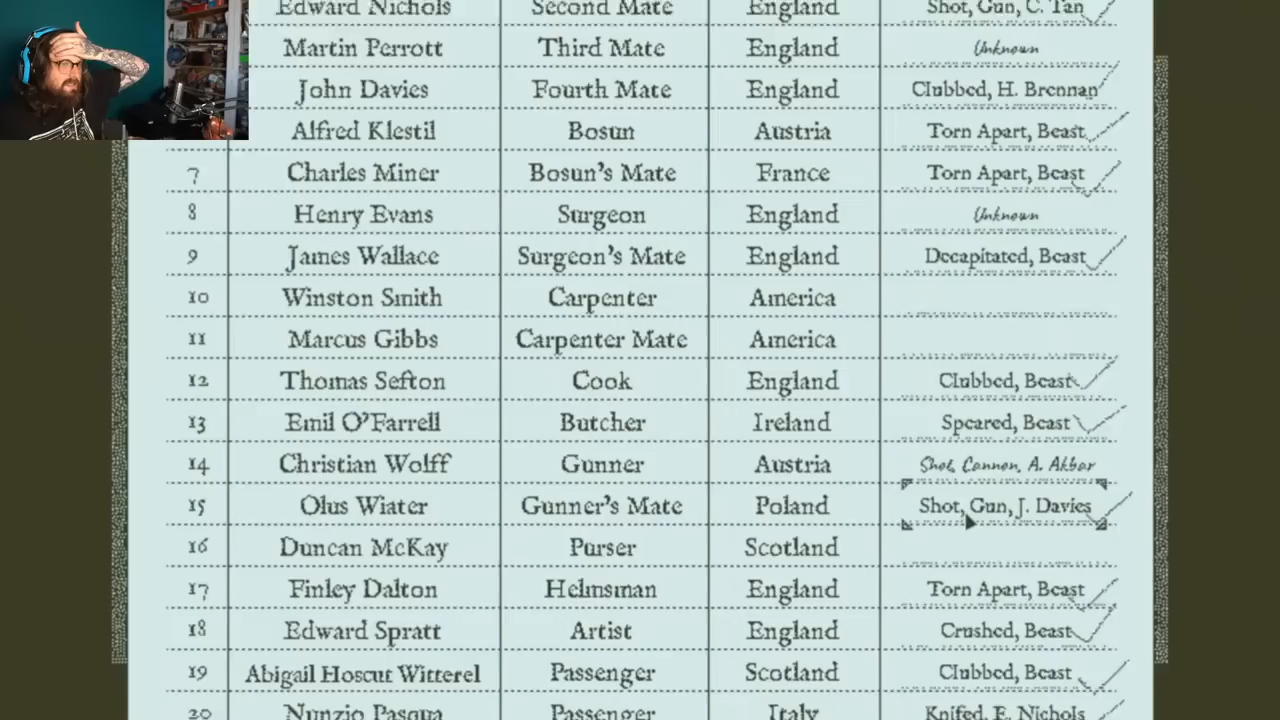 Edward Nichols Second Mate England Shot, Gun, C. Tan
Martin Perrott Third Mate England Unknown
John Davies Fourth Mate England Clubbed, H. Brennan
Alfred Klestil Bosun Austria Torn Apart, Beast
7 Charles Miner Bosun's Mate France Torn Apart, Beast
8 Henry Evans Surgeon England Unknown
9 James Wallace Surgeon's Mate England Decapitated, Beast
10 Winston Smith Carpenter America
11 Marcus Gibbs Carpenter Mate America
12 Thomas Sefton Cook England Clubbed, Beast
13 Emil O'Farrell Butcher Ireland Speared, Beast
14 Christian Wolff Gunner Austria Shot, Cannon, A. Akbar
15 Olus Wiater Gunner's Mate Poland Shot, Gun, J. Davies
16 Duncan McKay Purser Scotland
17 Finley Dalton Helmsman England Torn Apart, Beast
18 Edward Spratt Artist England Crushed, Beast
19 Abigail Hoscut Witterel Passenger Scotland Clubbed, Beast
20 Nunzio Pasqua Passenger Italy Knifed, E. Nichols